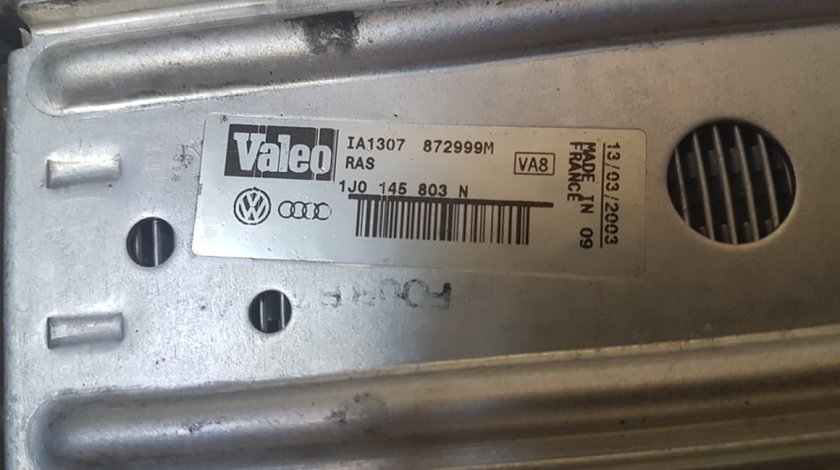 Valeo
IA1307 872999M
RAS
VA8
1J0 145 803 N
13/03/2003
MADE IN 09
FRANCE